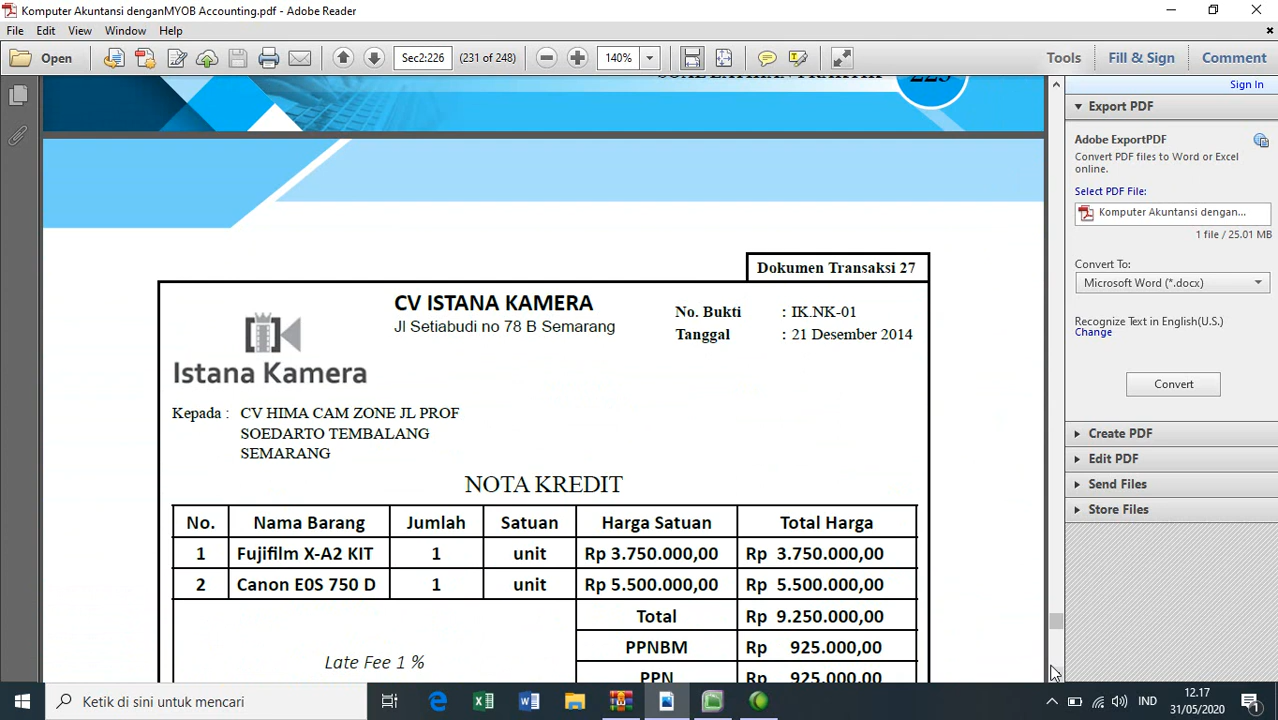 Komputer Akuntansi denganMYOB Accounting.pdf - Adobe Reader
File Edit View Window Help
Open Sec2:226 (231 of 248) 140% Tools Fill & Sign Comment
Sign In
Export PDF
Adobe ExportPDF
Convert PDF files to Word or Excel
online.
Select PDF File:
Komputer Akuntansi dengan...
1 file / 25.01 MB
Convert To:
Microsoft Word (*.docx)
Recognize Text in English(U.S.)
Change
Convert
Create PDF
Edit PDF
Send Files
Store Files
Dokumen Transaksi 27
CV ISTANA KAMERA
Jl Setiabudi no 78 B Semarang
No. Bukti : IK.NK-01
Tanggal : 21 Desember 2014
Istana Kamera
Kepada : CV HIMA CAM ZONE JL PROF
SOEDARTO TEMBALANG
SEMARANG
NOTA KREDIT
No. Nama Barang Jumlah Satuan Harga Satuan Total Harga
1 Fujifilm X-A2 KIT 1 unit Rp 3.750.000,00 Rp 3.750.000,00
2 Canon E0S 750 D 1 unit Rp 5.500.000,00 Rp 5.500.000,00
Total Rp 9.250.000,00
PPNBM Rp 925.000,00
Late Fee 1 %
PPN Rp 925.000,00
Ketik di sini untuk mencari
IND
12.17
31/05/2020